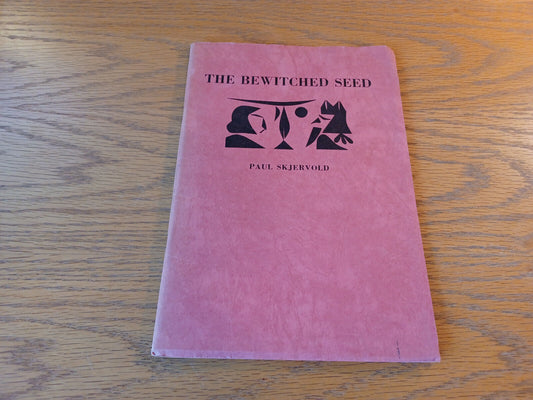 THE BEWITCHED SEED
PAUL SKJERVOLD